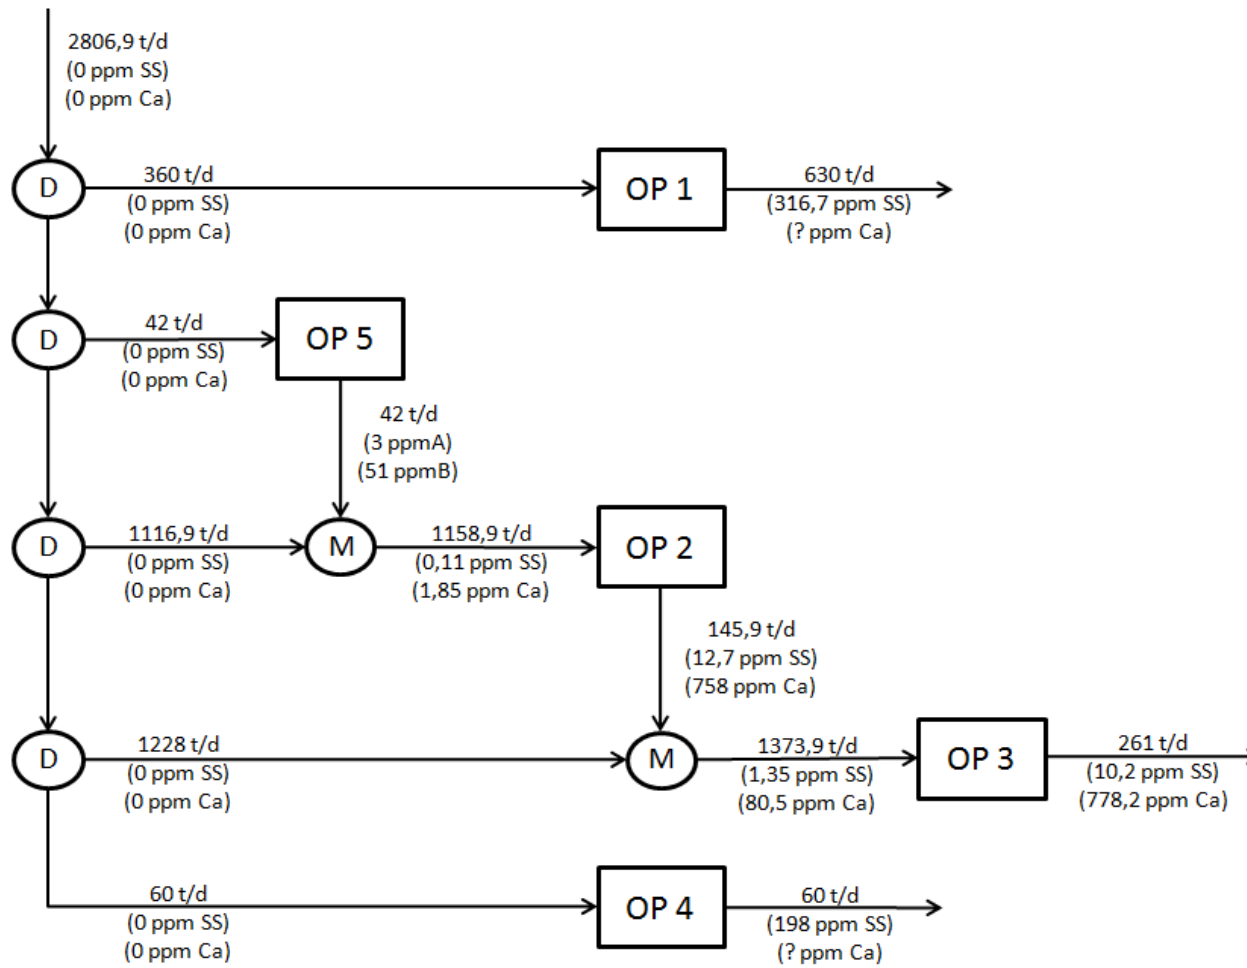 2806,9 t/d
(0 ppm SS)
(0 ppm Ca)
D
360 t/d
(0 ppm SS)
(0 ppm Ca)
OP 1
630 t/d
(316,7 ppm SS)
(? ppm Ca)
D
42 t/d
(0 ppm SS)
(0 ppm Ca)
OP 5
42 t/d
(3 ppmA)
(51 ppmB)
D
1116,9 t/d
(0 ppm SS)
(0 ppm Ca)
M
1158,9 t/d
(0,11 ppm SS)
(1,85 ppm Ca)
OP 2
145,9 t/d
(12,7 ppm SS)
(758 ppm Ca)
D
1228 t/d
(0 ppm SS)
(0 ppm Ca)
M
1373,9 t/d
(1,35 ppm SS)
(80,5 ppm Ca)
OP 3
261 t/d
(10,2 ppm SS)
(778,2 ppm Ca)
60 t/d
(0 ppm SS)
(0 ppm Ca)
OP 4
60 t/d
(198 ppm SS)
(? ppm Ca)